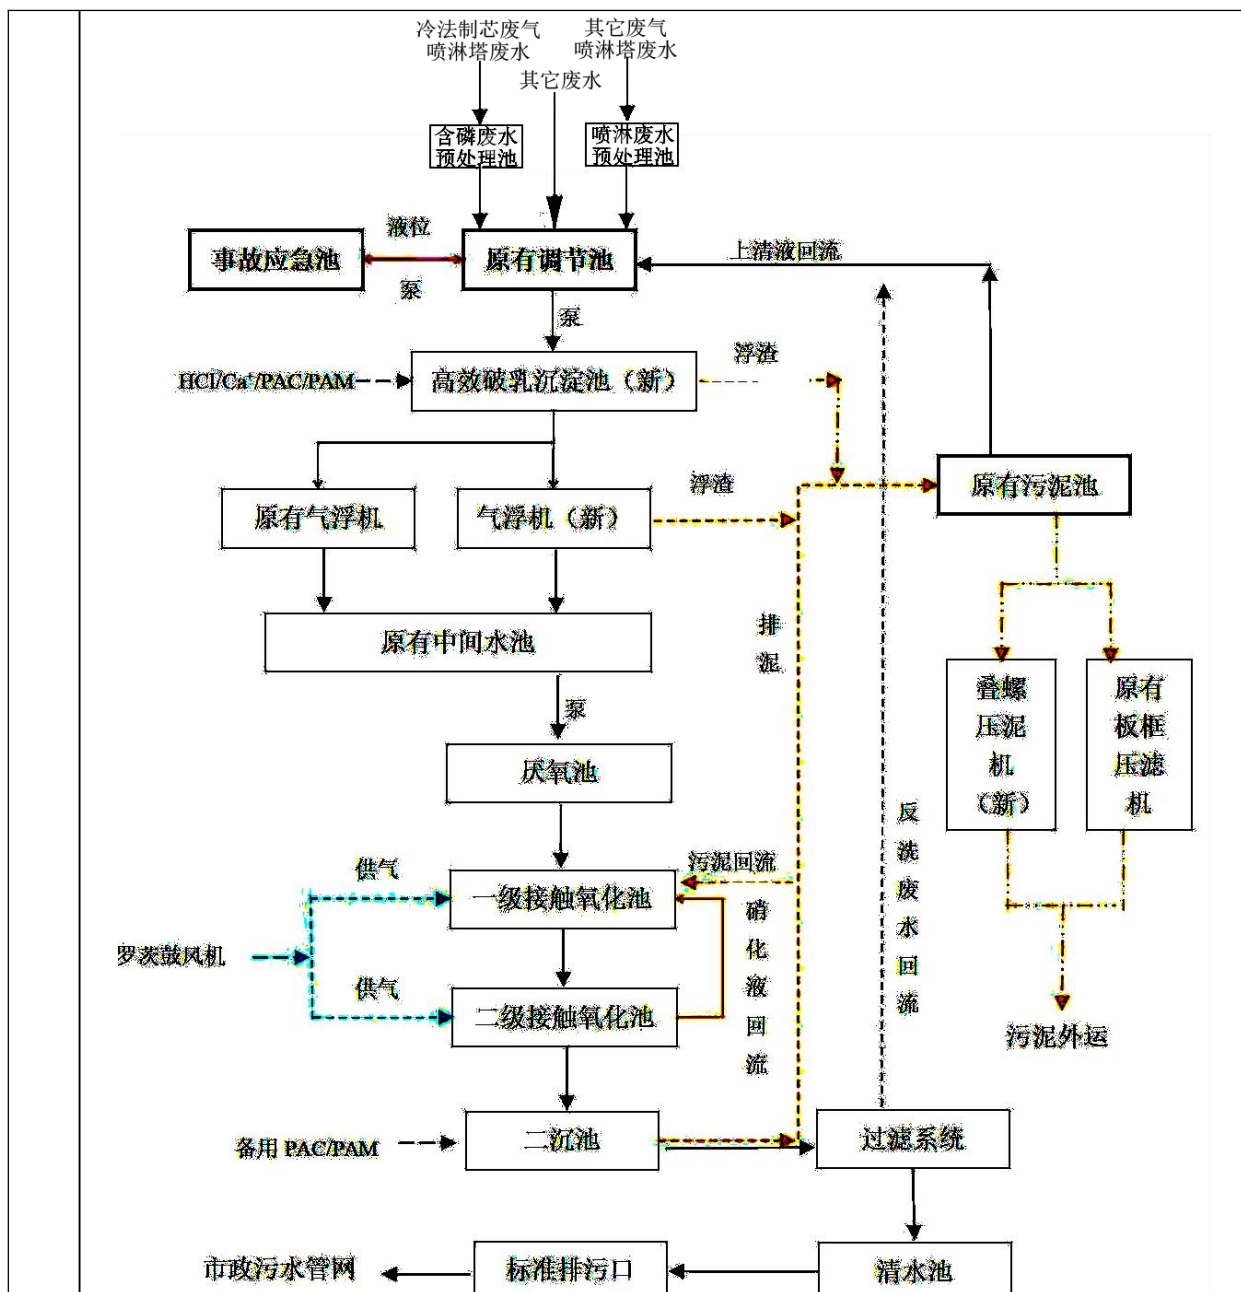 冷法制芯废气
喷淋塔废水
其它废水
其它废气
喷淋塔废水
含磷废水
预处理池
喷淋废水
预处理池
事故应急池
液位
泵
原有调节池
上清液回流
泵
HCl/Ca⁺/PAC/PAM
高效破乳沉淀池（新）
浮渣
原有气浮机
气浮机（新）
浮渣
原有污泥池
原有中间水池
排泥
泵
叠螺
压泥
机
（新）
原有
板框
压滤
机
厌氧池
反洗废水回流
供气
一级接触氧化池
污泥回流
罗茨鼓风机
硝化液回流
供气
二级接触氧化池
污泥外运
备用 PAC/PAM
二沉池
过滤系统
市政污水管网
标准排污口
清水池